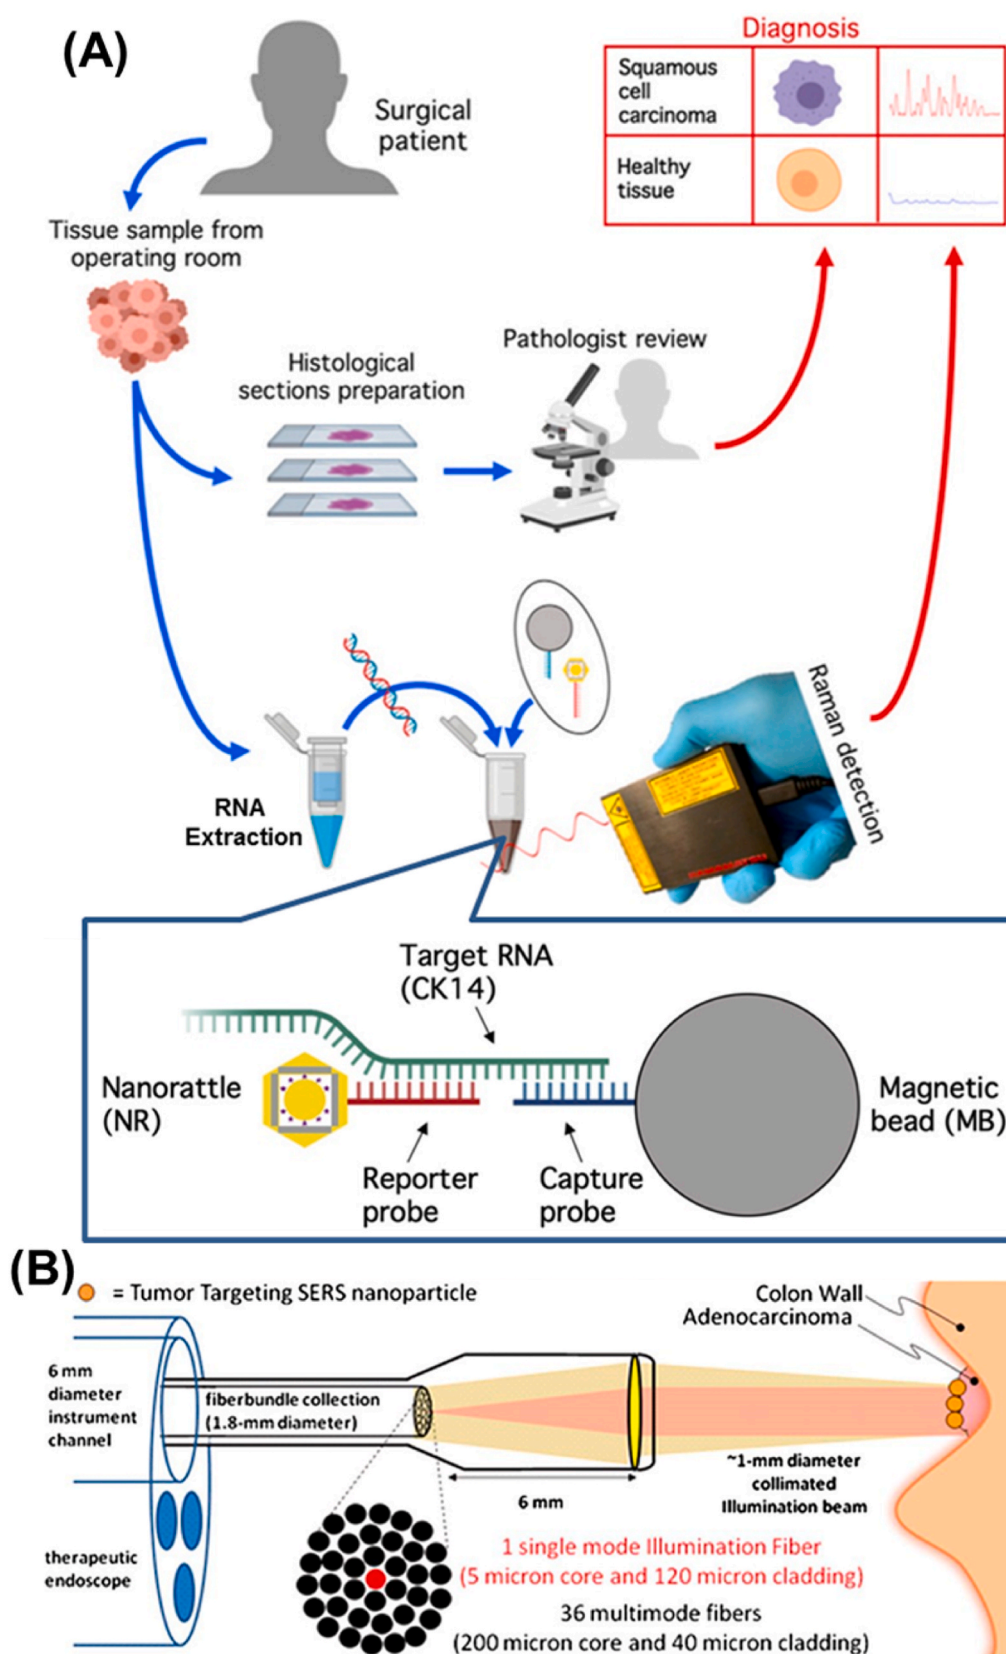 (A)
Surgical
patient
Diagnosis
Squamous
cell
carcinoma
Healthy
tissue
Tissue sample from
operating room
Histological
sections preparation
Pathologist review
RNA
Extraction
Raman detection
Target RNA
(CK14)
Nanorattle
(NR)
Magnetic
bead (MB)
Reporter
probe
Capture
probe
(B)
= Tumor Targeting SERS nanoparticle
Colon Wall
Adenocarcinoma
6 mm
diameter
instrument
channel
fiberbundle collection
(1.8-mm diameter)
6 mm
~1-mm diameter
collimated
Illumination beam
therapeutic
endoscope
1 single mode Illumination Fiber
(5 micron core and 120 micron cladding)
36 multimode fibers
(200 micron core and 40 micron cladding)